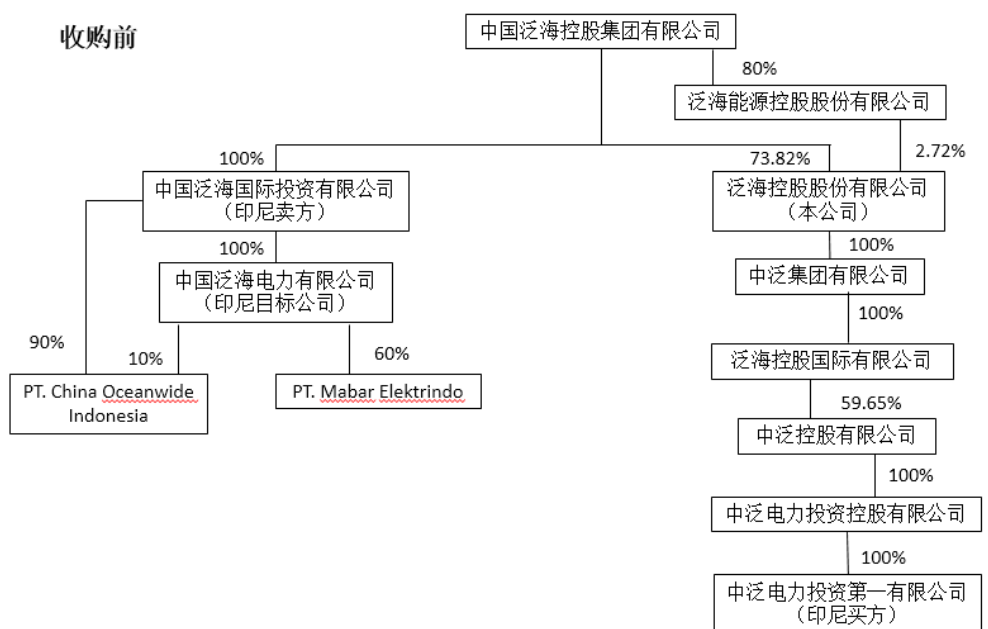 收购前
中国泛海控股集团有限公司
80%
泛海能源控股股份有限公司
100%
73.82%
2.72%
中国泛海国际投资有限公司
（印尼卖方）
泛海控股股份有限公司
（本公司）
100%
100%
中国泛海电力有限公司
（印尼目标公司）
中泛集团有限公司
100%
90%
10%
60%
泛海控股国际有限公司
PT. China Oceanwide
Indonesia
PT. Mabar Elektrindo
59.65%
中泛控股有限公司
100%
中泛电力投资控股有限公司
100%
中泛电力投资第一有限公司
（印尼买方）